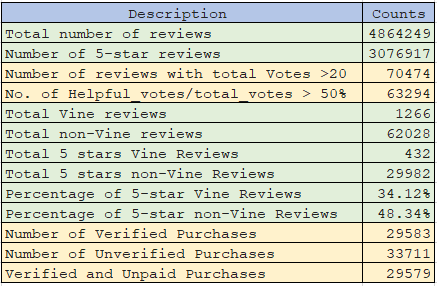 Description Counts
Total number of reviews 4864249
Number of 5-star reviews 3076917
Number of reviews with total Votes >20 70474
No. of Helpful_votes/total_votes > 50% 63294
Total Vine reviews 1266
Total non-Vine reviews 62028
Total 5 stars Vine Reviews 432
Total 5 stars non-Vine Reviews 29982
Percentage of 5-star Vine Reviews 34.12%
Percentage of 5-star non-Vine Reviews 48.34%
Number of Verified Purchases 29583
Number of Unverified Purchases 33711
Verified and Unpaid Purchases 29579